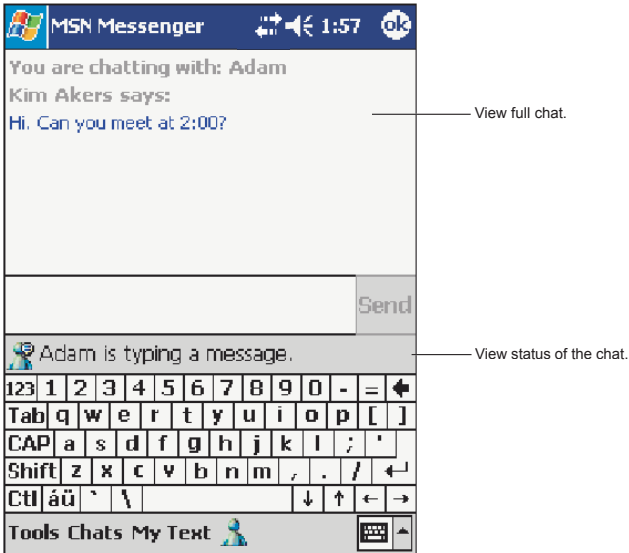 MSN Messenger 1:57 ok
You are chatting with: Adam
Kim Akers says:
Hi. Can you meet at 2:00?
View full chat.
Send
Adam is typing a message.
View status of the chat.
123 1 2 3 4 5 6 7 8 9 0 - =
Tab q w e r t y u i o p [ ]
CAP a s d f g h j k l ; '
Shift z x c v b n m , . /
Ctl áü ` \ ↓ ↑ ← →
Tools Chats My Text